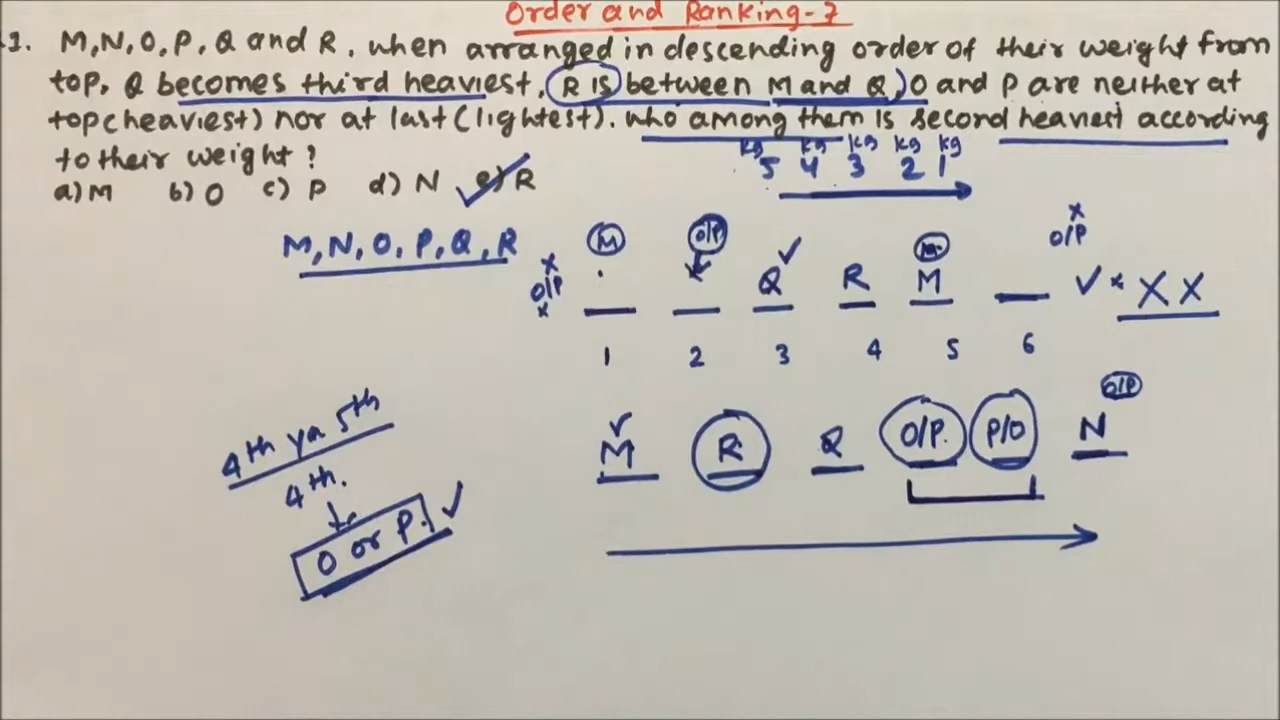 Order and Ranking-7
1. M,N,O,P,Q and R, when arranged in descending order of their weight from
top, Q becomes third heaviest, R is between M and Q, O and P are neither at
top(heaviest) nor at last (lightest). who among them is second heaviest according
to their weight?
a) M b) O c) P d) N e) R
kg kg kg kg kg
5 4 3 2 1
M, N, O, P, Q, R
M O/P O/P
O/P Q R M
1 2 3 4 5 6
O/P
M R Q O/P. P/O N
4th ya 5th
4th.
O or P.